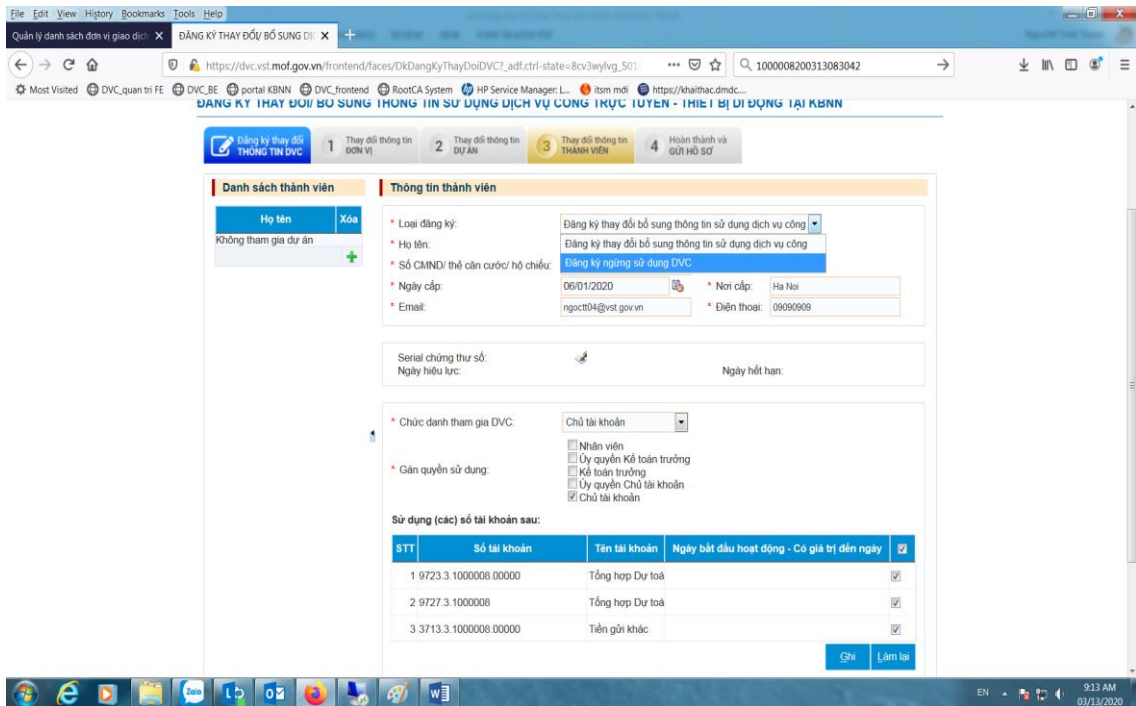 File Edit View History Bookmarks Tools Help
Quản lý danh sách đơn vị giao dịch X ĐĂNG KÝ THAY ĐỔI/ BỔ SUNG DỊC X +
https://dvc.vst.mof.gov.vn/frontend/faces/DkDangKyThayDoiDVC?_adf.ctrl-state=8cv3wylvg_501 1000008200313083042
Most Visited DVC_quan tri FE DVC_BE portal KBNN DVC_frontend RootCA System HP Service Manager: L... itsm mới https://khaithac.dmdc....
ĐĂNG KÝ THAY ĐỔI/ BỔ SUNG THÔNG TIN SỬ DỤNG DỊCH VỤ CÔNG TRỰC TUYẾN - THIẾT BỊ DI ĐỘNG TẠI KBNN
Đăng ký thay đổi THÔNG TIN DVC
1 Thay đổi thông tin ĐƠN VỊ
2 Thay đổi thông tin DỰ ÁN
3 Thay đổi thông tin THÀNH VIÊN
4 Hoàn thành và GỬI HỒ SƠ
Danh sách thành viên
Họ tên Xóa
Không tham gia dự án
Thông tin thành viên
* Loại đăng ký: Đăng ký thay đổi bổ sung thông tin sử dụng dịch vụ công
Đăng ký thay đổi bổ sung thông tin sử dụng dịch vụ công
Đăng ký ngừng sử dụng DVC
* Họ tên:
* Số CMND/ thẻ căn cước/ hộ chiếu:
* Ngày cấp: 06/01/2020 * Nơi cấp: Ha Noi
* Email: ngoctt04@vst.gov.vn * Điện thoại: 09090909
Serial chứng thư số:
Ngày hiệu lực: Ngày hết hạn:
* Chức danh tham gia DVC: Chủ tài khoản
* Gán quyền sử dụng:
Nhân viên
Ủy quyền Kế toán trưởng
Kế toán trưởng
Ủy quyền Chủ tài khoản
Chủ tài khoản
Sử dụng (các) số tài khoản sau:
STT Số tài khoản Tên tài khoản Ngày bắt đầu hoạt động - Có giá trị đến ngày
1 9723.3.1000008.00000 Tổng hợp Dự toá
2 9727.3.1000008 Tổng hợp Dự toá
3 3713.3.1000008.00000 Tiền gửi khác
Ghi Làm lại
Zalo
EN 9:13 AM
03/13/2020